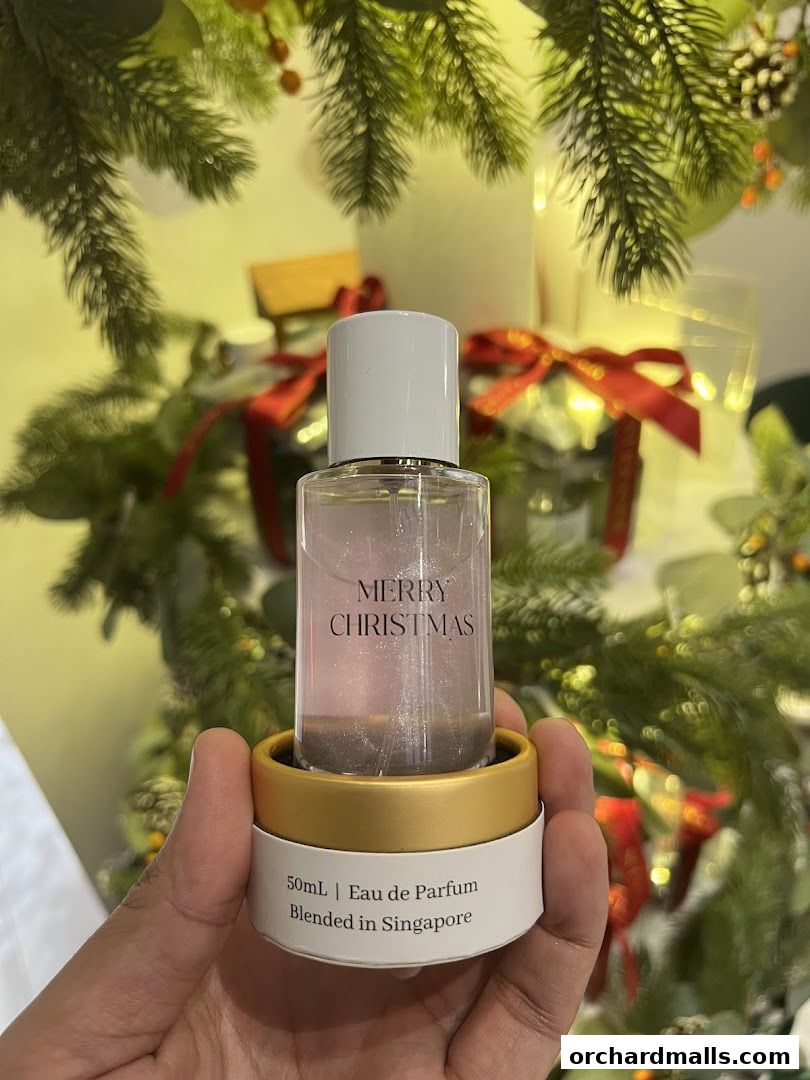 MERRY
CHRISTMAS
50mL | Eau de Parfum
Blended in Singapore
orchardmalls.com